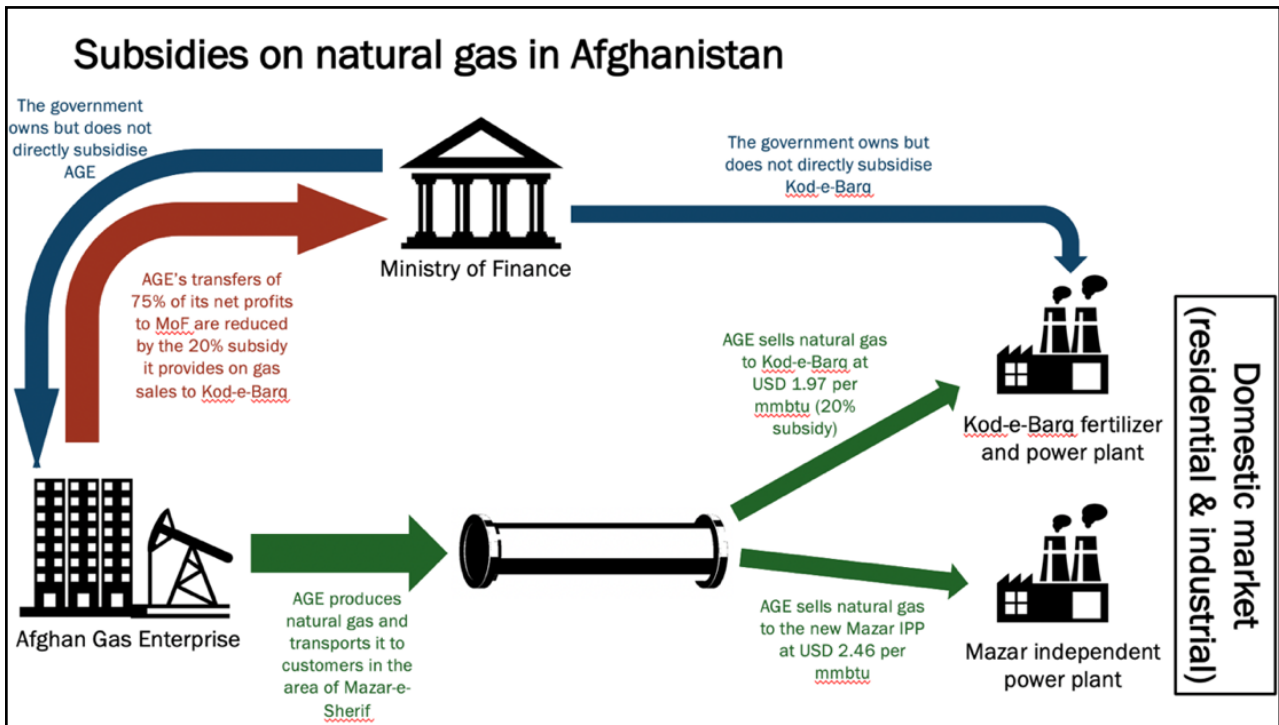 Subsidies on natural gas in Afghanistan
The government
owns but does not
directly subsidise
AGE
The government owns but
does not directly subsidise
Kod-e-Barq
Ministry of Finance
AGE's transfers of
75% of its net profits
to MoF are reduced
by the 20% subsidy
it provides on gas
sales to Kod-e-Barq
AGE sells natural gas
to Kod-e-Barq at
USD 1.97 per
mmbtu (20%
subsidy)
Kod-e-Barq fertilizer
and power plant
Domestic market
(residential & industrial)
Afghan Gas Enterprise
AGE produces
natural gas and
transports it to
customers in the
area of Mazar-e-
Sherif
AGE sells natural gas
to the new Mazar IPP
at USD 2.46 per
mmbtu
Mazar independent
power plant